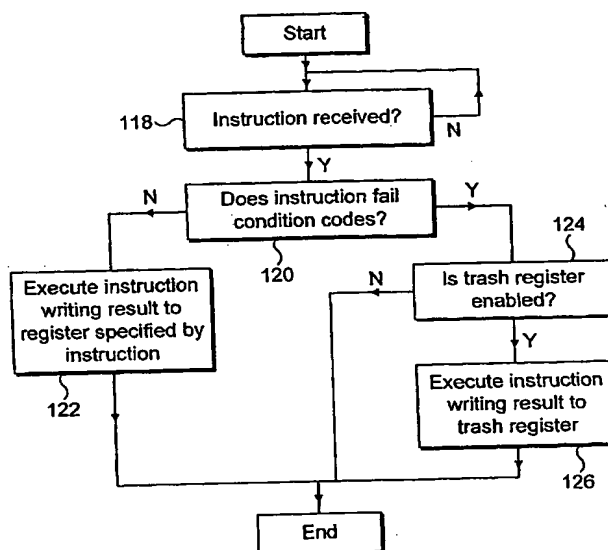 Start
118
Instruction received?
N
Y
N
Does instruction fail
condition codes?
Y
120
124
Execute instruction
writing result to
register specified by
instruction
122
N
Is trash register
enabled?
Y
Execute instruction
writing result to
trash register
126
End